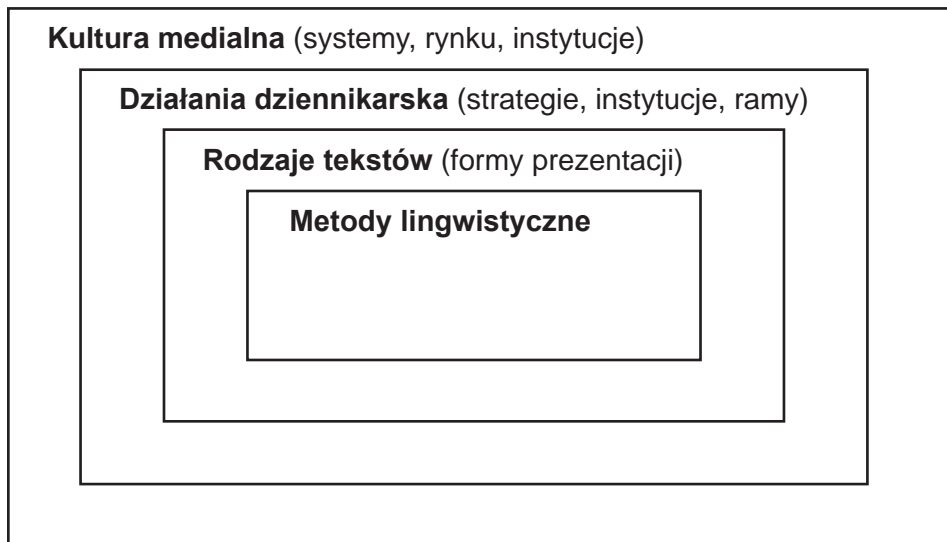 Kultura medialna (systemy, rynku, instytucje)
Działania dziennikarska (strategie, instytucje, ramy)
Rodzaje tekstów (formy prezentacji)
Metody lingwistyczne